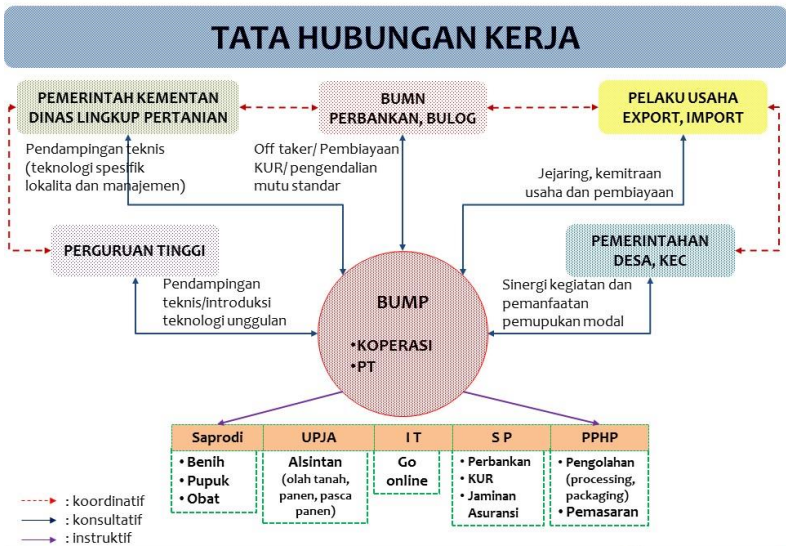 TATA HUBUNGAN KERJA
PEMERINTAH KEMENTAN
DINAS LINGKUP PERTANIAN
BUMN
PERBANKAN, BULOG
PELAKU USAHA
EXPORT, IMPORT
Pendampingan teknis
(teknologi spesifik
lokalita dan manajemen)
Off taker/ Pembiayaan
KUR/ pengendalian
mutu standar
Jejaring, kemitraan
usaha dan pembiayaan
PERGURUAN TINGGI
PEMERINTAHAN
DESA, KEC
Pendampingan
teknis/introduksi
teknologi unggulan
BUMP
•KOPERASI
•PT
Sinergi kegiatan dan
pemanfaatan
pemupukan modal
Saprodi
• Benih
• Pupuk
• Obat
UPJA
Alsintan
(olah tanah,
panen, pasca
panen)
I T
Go
online
S P
• Perbankan
• KUR
• Jaminan
Asuransi
PPHP
• Pengolahan
(processing,
packaging)
• Pemasaran
: koordinatif
: konsultatif
: instruktif